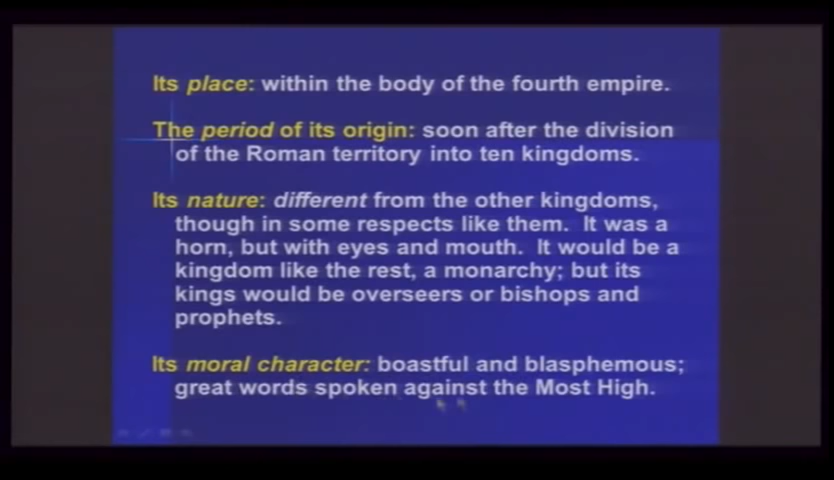 Its place: within the body of the fourth empire.
The period of its origin: soon after the division
of the Roman territory into ten kingdoms.
Its nature: different from the other kingdoms,
though in some respects like them. It was a
horn, but with eyes and mouth. It would be a
kingdom like the rest, a monarchy; but its
kings would be overseers or bishops and
prophets.
Its moral character: boastful and blasphemous;
great words spoken against the Most High.